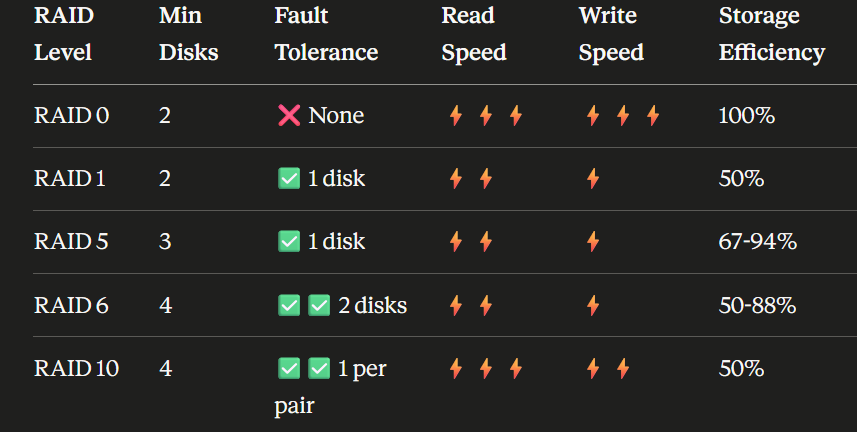 RAID Level Min Disks Fault Tolerance Read Speed Write Speed Storage Efficiency
RAID 0 2 ❌ None ⚡⚡⚡ ⚡⚡⚡ 100%
RAID 1 2 ✅ 1 disk ⚡⚡ ⚡ 50%
RAID 5 3 ✅ 1 disk ⚡⚡ ⚡ 67-94%
RAID 6 4 ✅✅ 2 disks ⚡⚡ ⚡ 50-88%
RAID 10 4 ✅✅ 1 per pair ⚡⚡⚡ ⚡⚡ 50%